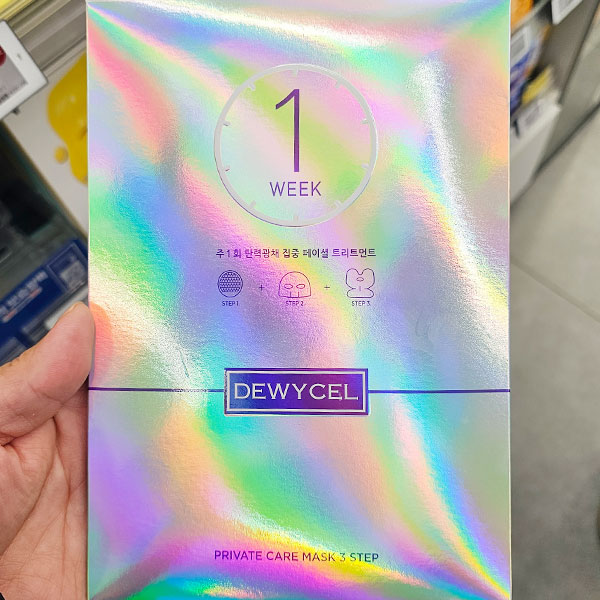 1
WEEK
주1회 탄력광채 집중 페이셜 트리트먼트
+ +
STEP 1. STEP 2. STEP 3.
DEWYCEL
PRIVATE CARE MASK 3 STEP